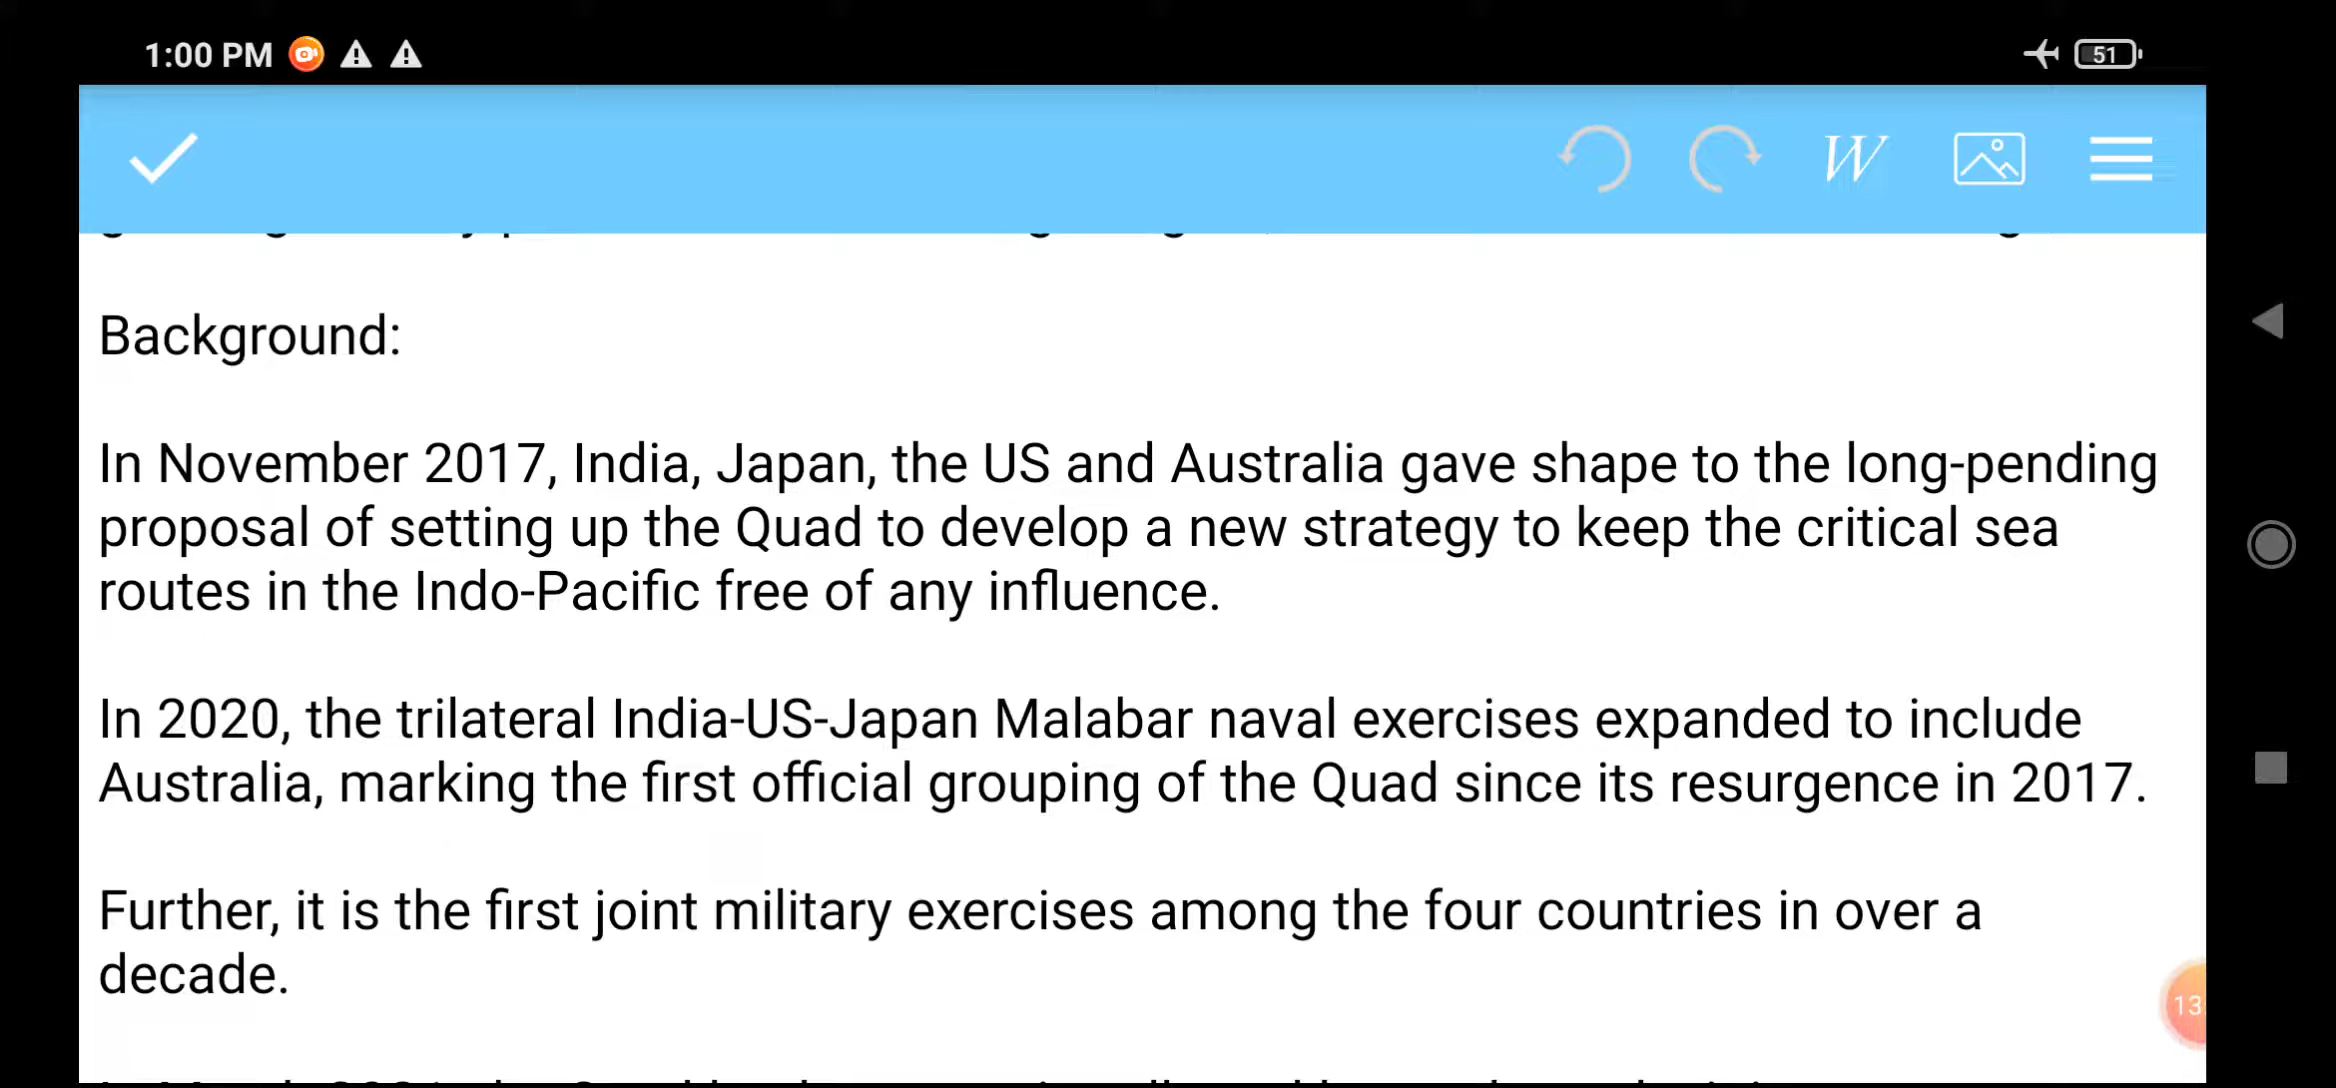 1:00 PM
51
W
Background:
In November 2017, India, Japan, the US and Australia gave shape to the long-pending
proposal of setting up the Quad to develop a new strategy to keep the critical sea
routes in the Indo-Pacific free of any influence.
In 2020, the trilateral India-US-Japan Malabar naval exercises expanded to include
Australia, marking the first official grouping of the Quad since its resurgence in 2017.
Further, it is the first joint military exercises among the four countries in over a
decade.
13